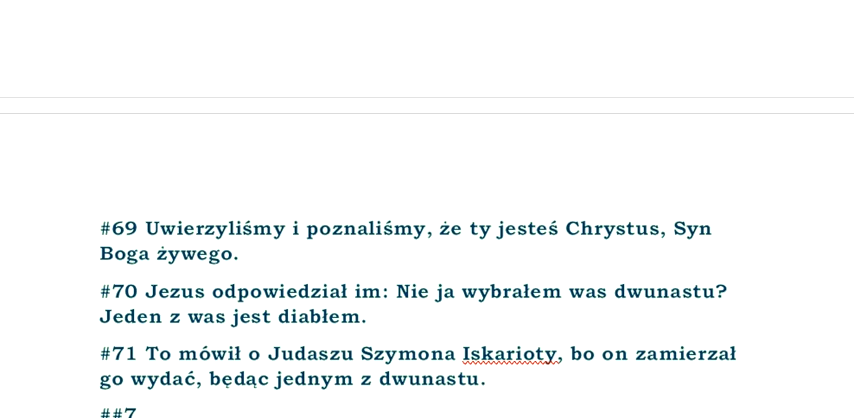 #69 Uwierzyliśmy i poznaliśmy, że ty jesteś Chrystus, Syn
Boga żywego.
#70 Jezus odpowiedział im: Nie ja wybrałem was dwunastu?
Jeden z was jest diabłem.
#71 To mówił o Judaszu Szymona Iskarioty, bo on zamierzał
go wydać, będąc jednym z dwunastu.
##7